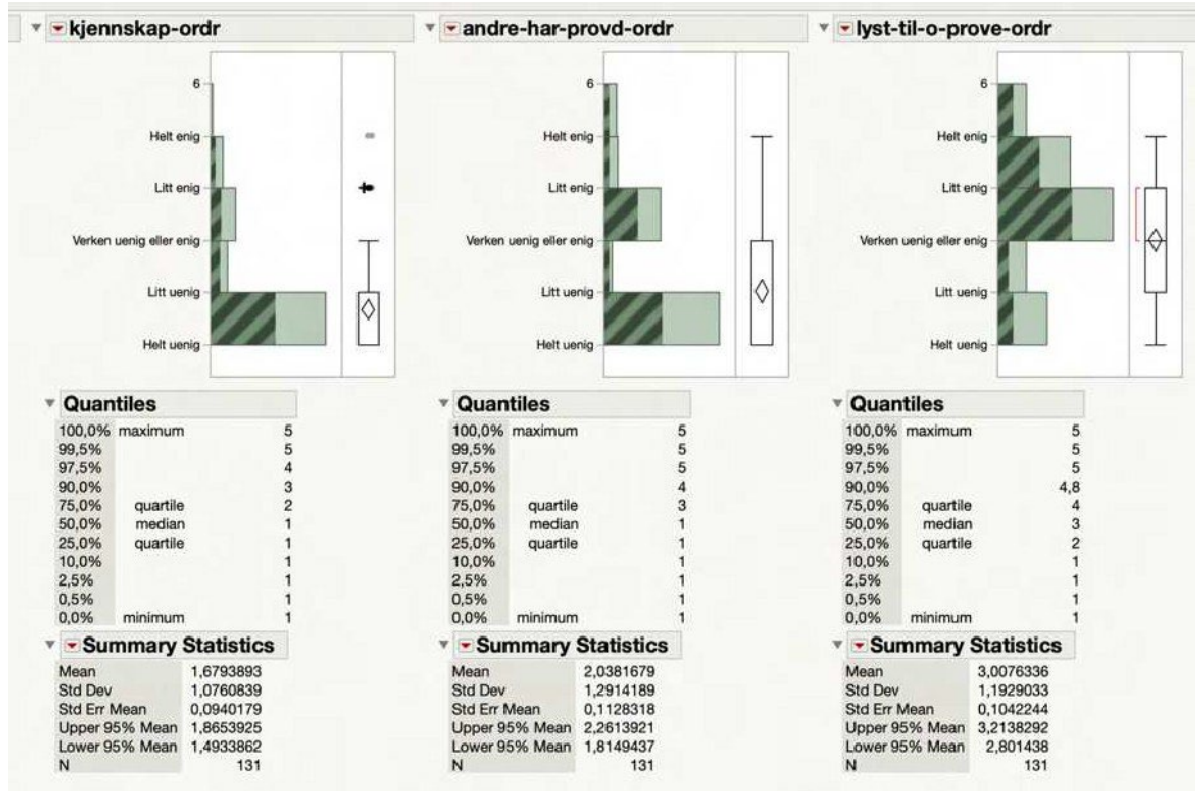 kjennskap-ordr
6
Helt enig
Litt enig
Verken uenig eller enig
Litt uenig
Helt uenig
Quantiles
100,0% maximum 5
99,5% 5
97,5% 4
90,0% 3
75,0% quartile 2
50,0% median 1
25,0% quartile 1
10,0% 1
2,5% 1
0,5% 1
0,0% minimum 1
Summary Statistics
Mean 1,6793893
Std Dev 1,0760839
Std Err Mean 0,0940179
Upper 95% Mean 1,8653925
Lower 95% Mean 1,4933862
N 131
andre-har-provd-ordr
6
Helt enig
Litt enig
Verken uenig eller enig
Litt uenig
Helt uenig
Quantiles
100,0% maximum 5
99,5% 5
97,5% 5
90,0% 4
75,0% quartile 3
50,0% median 1
25,0% quartile 1
10,0% 1
2,5% 1
0,5% 1
0,0% minimum 1
Summary Statistics
Mean 2,0381679
Std Dev 1,2914189
Std Err Mean 0,1128318
Upper 95% Mean 2,2613921
Lower 95% Mean 1,8149437
N 131
lyst-til-o-prove-ordr
6
Helt enig
Litt enig
Verken uenig eller enig
Litt uenig
Helt uenig
Quantiles
100,0% maximum 5
99,5% 5
97,5% 5
90,0% 4,8
75,0% quartile 4
50,0% median 3
25,0% quartile 2
10,0% 1
2,5% 1
0,5% 1
0,0% minimum 1
Summary Statistics
Mean 3,0076336
Std Dev 1,1929033
Std Err Mean 0,1042244
Upper 95% Mean 3,2138292
Lower 95% Mean 2,801438
N 131